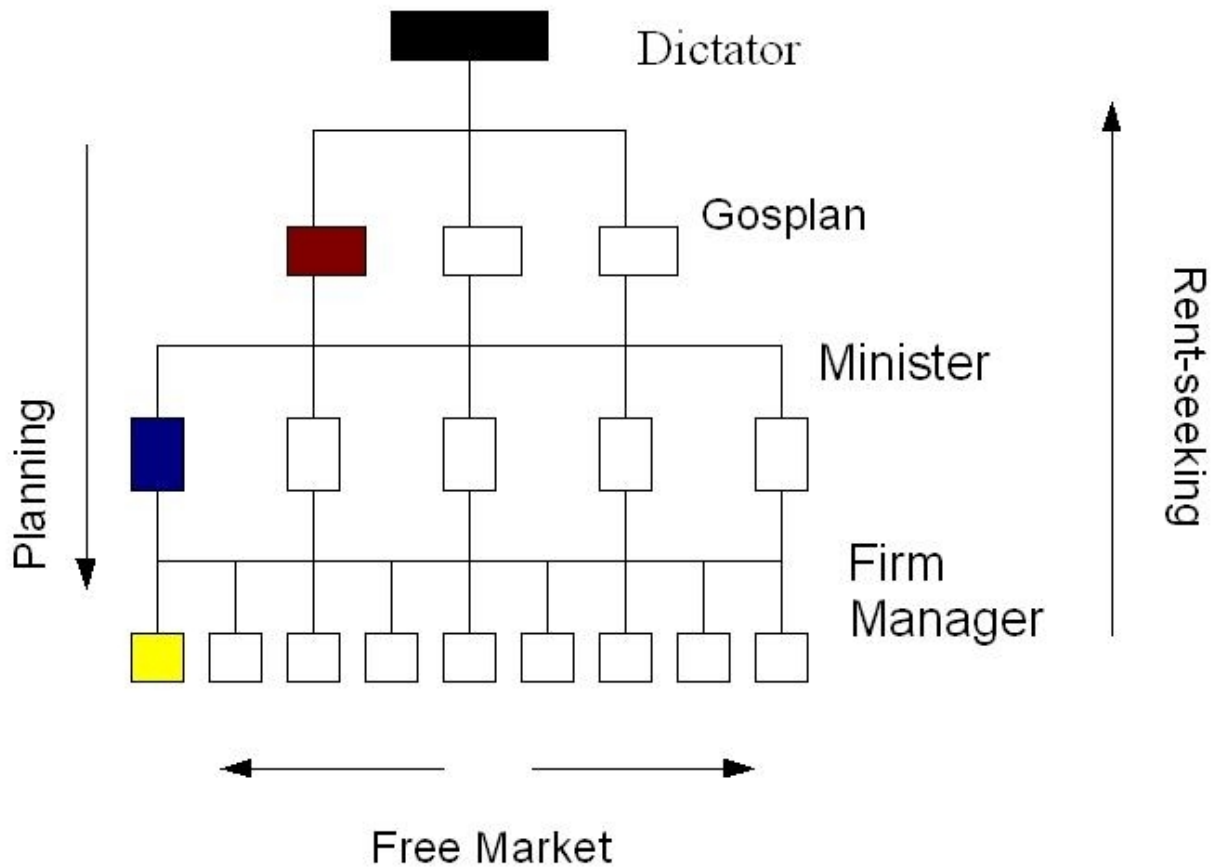 Dictator
Gosplan
Minister
Firm
Manager
Planning
Rent-seeking
Free Market